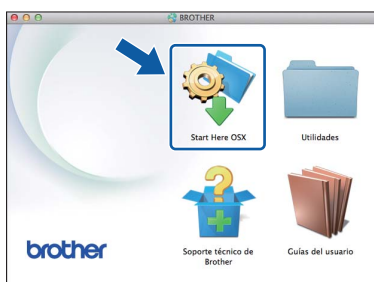 BROTHER
Start Here OSX
Utilidades
Soporte técnico de
Brother
Guías del usuario
brother